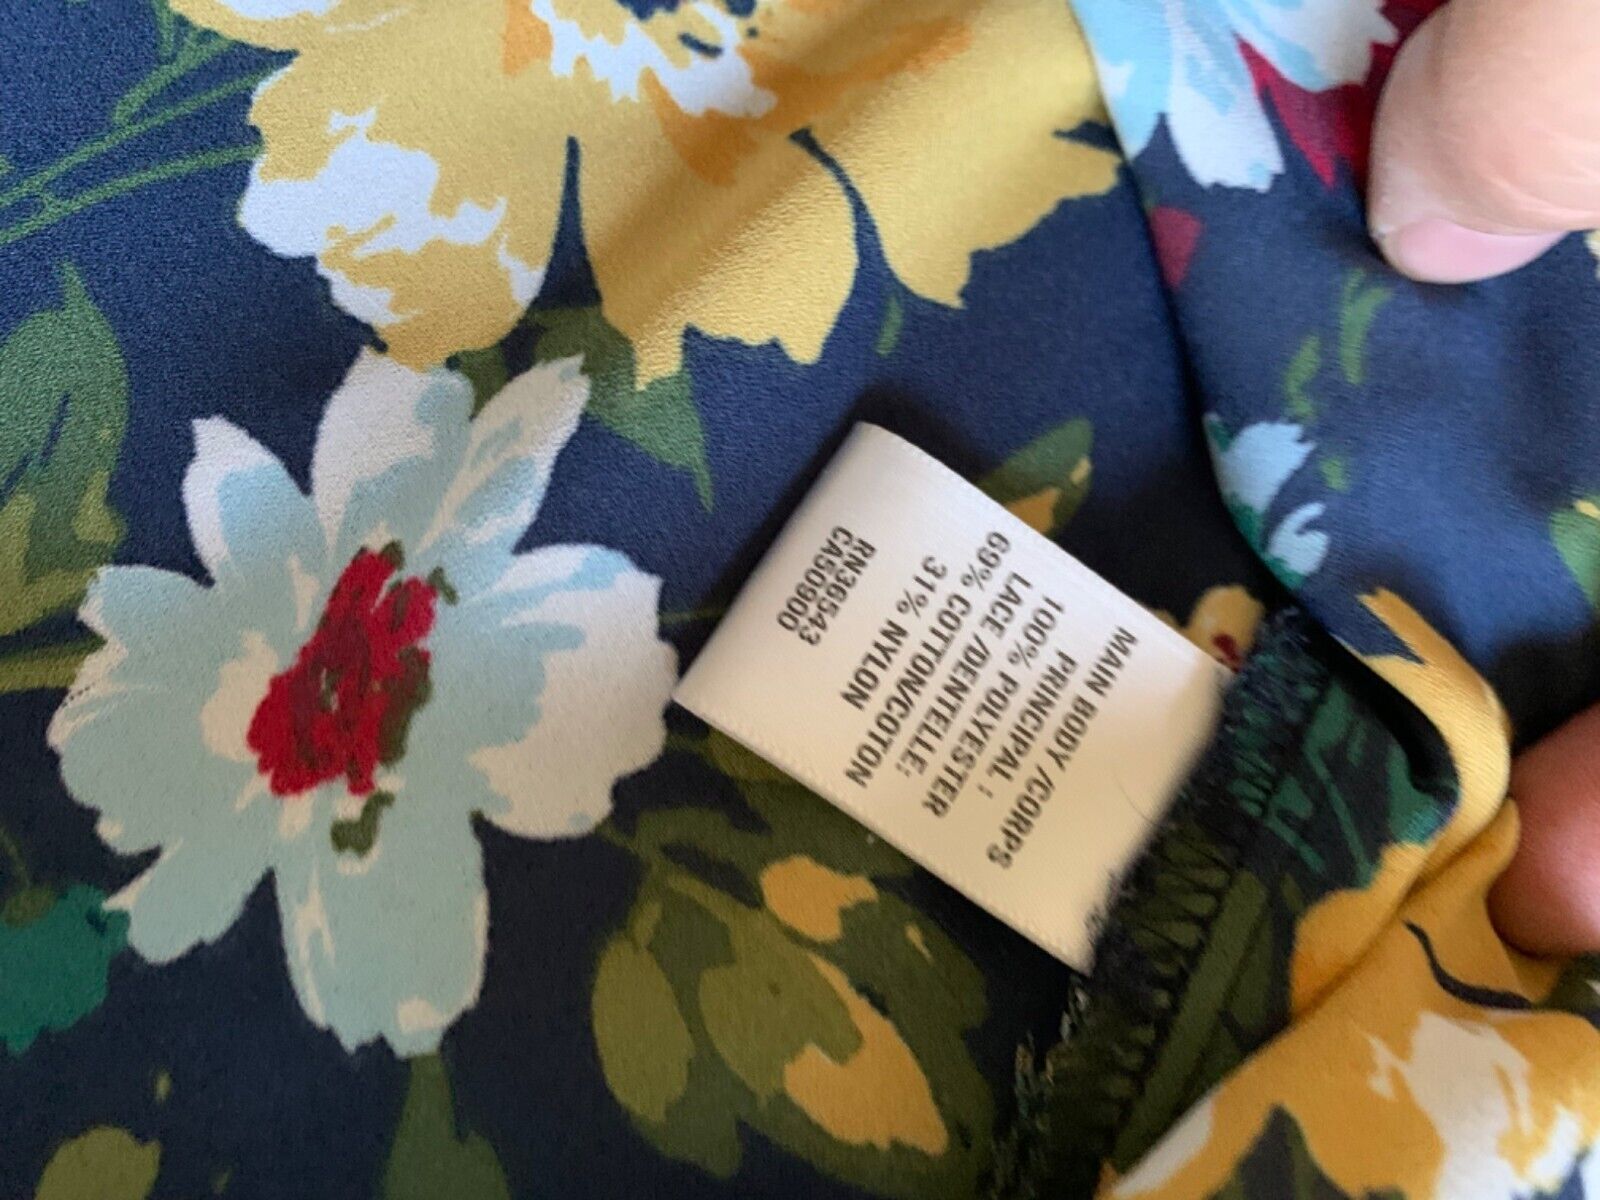 MAIN BODY /CORPS
PRINCIPAL :
100% POLYESTER
LACE /DENTELLE:
69% COTTON/COTON
31% NYLON
RN36543
CA50900